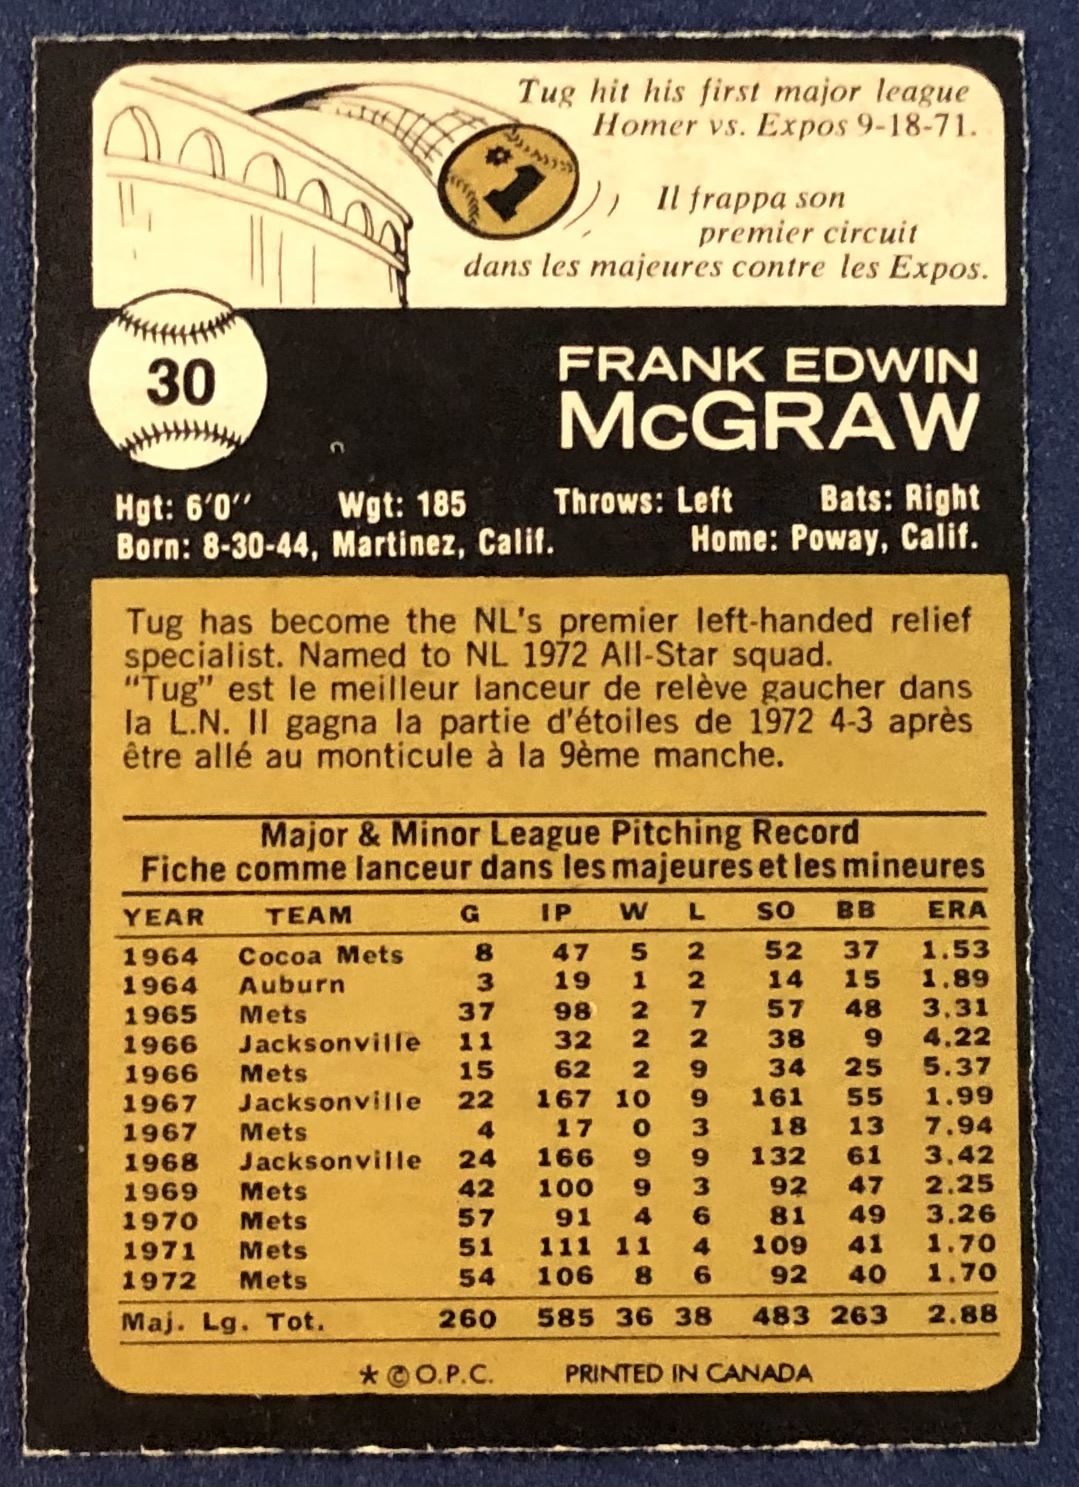 Tug hit his first major league
Homer vs. Expos 9-18-71.
#1
Il frappa son
premier circuit
dans les majeures contre les Expos.
30
FRANK EDWIN
McGRAW
Hgt: 6'0'' Wgt: 185 Throws: Left Bats: Right
Born: 8-30-44, Martinez, Calif. Home: Poway, Calif.
Tug has become the NL's premier left-handed relief
specialist. Named to NL 1972 All-Star squad.
"Tug" est le meilleur lanceur de relève gaucher dans
la L.N. Il gagna la partie d'étoiles de 1972 4-3 après
être allé au monticule à la 9ème manche.
Major & Minor League Pitching Record
Fiche comme lanceur dans les majeures et les mineures
YEAR TEAM G IP W L SO BB ERA
1964 Cocoa Mets 8 47 5 2 52 37 1.53
1964 Auburn 3 19 1 2 14 15 1.89
1965 Mets 37 98 2 7 57 48 3.31
1966 Jacksonville 11 32 2 2 38 9 4.22
1966 Mets 15 62 2 9 34 25 5.37
1967 Jacksonville 22 167 10 9 161 55 1.99
1967 Mets 4 17 0 3 18 13 7.94
1968 Jacksonville 24 166 9 9 132 61 3.42
1969 Mets 42 100 9 3 92 47 2.25
1970 Mets 57 91 4 6 81 49 3.26
1971 Mets 51 111 11 4 109 41 1.70
1972 Mets 54 106 8 6 92 40 1.70
Maj. Lg. Tot. 260 585 36 38 483 263 2.88
* © O.P.C. PRINTED IN CANADA